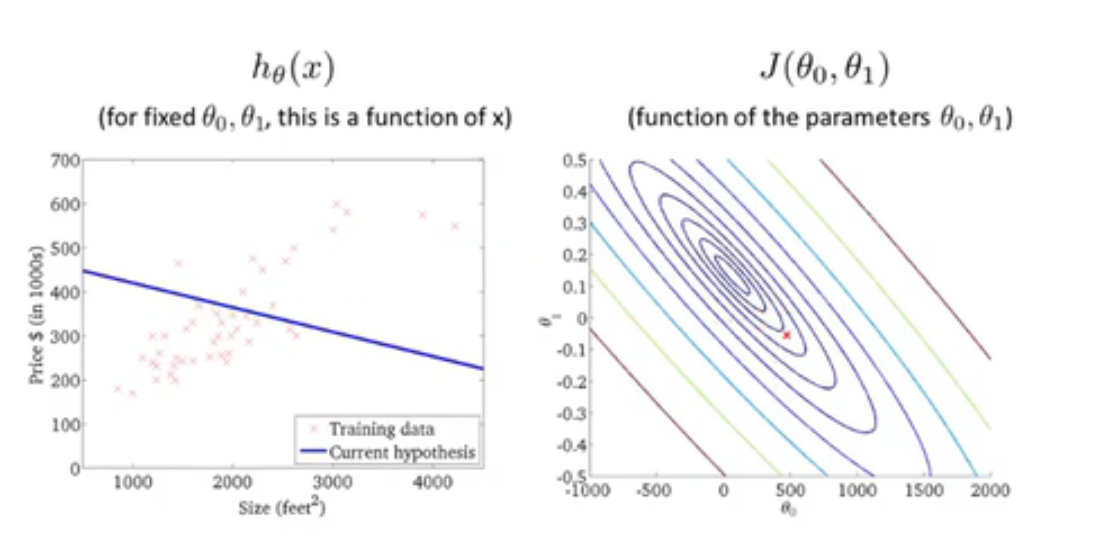 hθ(x)
(for fixed θ0, θ1, this is a function of x)
700
600
500
400
300
200
100
0
Price $ (in 1000s)
1000 2000 3000 4000
Size (feet²)
Training data
Current hypothesis
J(θ0, θ1)
(function of the parameters θ0, θ1)
0.5
0.4
0.3
0.2
0.1
0
-0.1
-0.2
-0.3
-0.4
-0.5
θ1
-1000 -500 0 500 1000 1500 2000
θ0